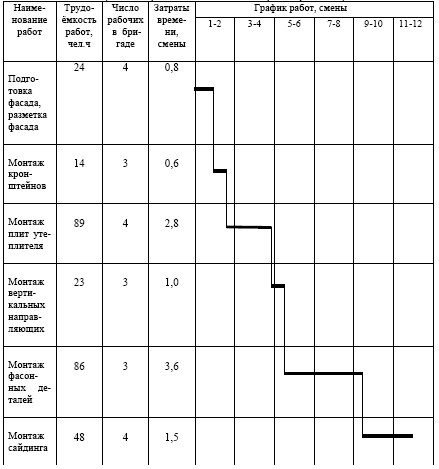 Наиме-
нование
работ
Трудо-
ёмкость
работ,
чел.ч
Число
рабочих
в бри-
гаде
Затраты
време-
ни,
смены
График работ, смены
1-2 3-4 5-6 7-8 9-10 11-12
Подго-
товка
фасада,
разметка
фасада
24 4 0,8
Монтаж
крон-
штейнов
14 3 0,6
Монтаж
плит уте-
плителя
89 4 2,8
Монтаж
верти-
кальных
направ-
ляющих
23 3 1,0
Монтаж
фасон-
ных де-
талей
86 3 3,6
Монтаж
сайдинга
48 4 1,5